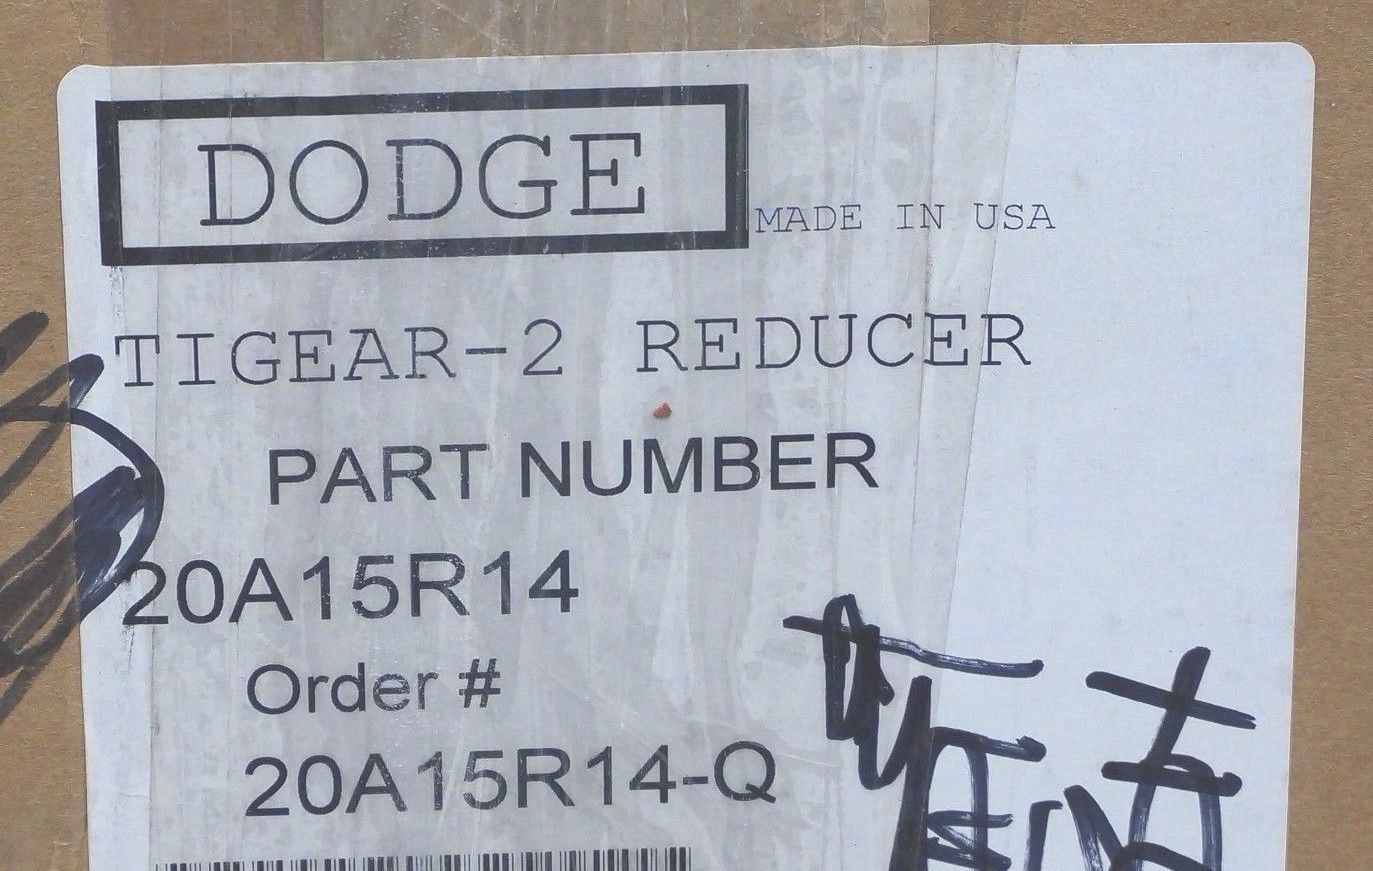 DODGE
MADE IN USA
TIGEAR-2 REDUCER
PART NUMBER
20A15R14
Order #
20A15R14-Q